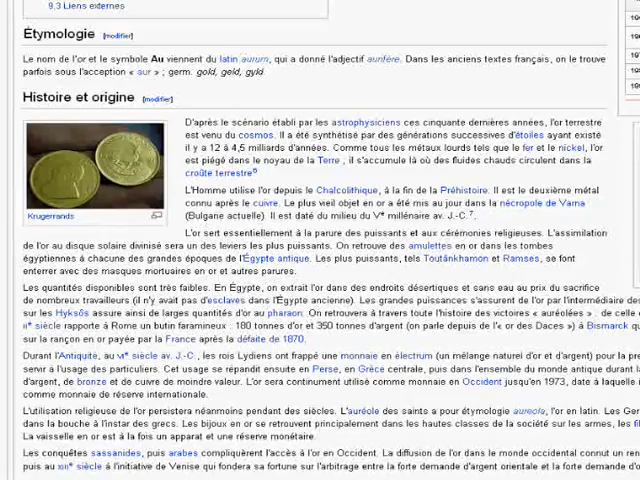 9.3 Liens externes
Étymologie [modifier]
Le nom de l'or et le symbole Au viennent du latin aurum, qui a donné l'adjectif aurifère. Dans les anciens textes français, on le trouve
parfois sous l'acception « aur » ; germ. gold, geld, gyld.
Histoire et origine [modifier]
D'après le scénario établi par les astrophysiciens ces cinquante dernières années, l'or terrestre
est venu du cosmos. Il a été synthétisé par des générations successives d'étoiles ayant existé
il y a 12 à 4,5 milliards d'années. Comme tous les métaux lourds tels que le fer et le nickel, l'or
est piégé dans le noyau de la Terre ; il s'accumule là où des fluides chauds circulent dans la
croûte terrestre6
L'Homme utilise l'or depuis le Chalcolithique, à la fin de la Préhistoire. Il est le deuxième métal
connu après le cuivre. Le plus vieil objet en or a été mis au jour dans la nécropole de Varna
(Bulgarie actuelle). Il est daté du milieu du Ve millénaire av. J.-C.7.
Krugerrands
L'or sert essentiellement à la parure des puissants et aux cérémonies religieuses. L'assimilation
de l'or au disque solaire divinisé sera un des leviers les plus puissants. On retrouve des amulettes en or dans les tombes
égyptiennes à chacune des grandes époques de l'Égypte antique. Les plus puissants, tels Toutânkhamon et Ramses, se font
enterrer avec des masques mortuaires en or et autres parures.
Les quantités disponibles sont très faibles. En Égypte, on extrait l'or dans des endroits désertiques et sans eau au prix du sacrifice
de nombreux travailleurs (il n'y avait pas d'esclaves dans l'Égypte ancienne). Les grandes puissances s'assurent de l'or par l'intermédiaire des
sur les Hyksôs assure ainsi de larges quantités d'or au pharaon. On retrouvera à travers toute l'histoire des victoires « auréolées » : de celle
IIe siècle rapporte à Rome un butin faramineux : 180 tonnes d'or et 350 tonnes d'argent (on parle depuis de l'« or des Daces ») à Bismarck qu
sur la rançon en or payée par la France après la défaite de 1870.
Durant l'Antiquité, au VIe siècle av. J.-C., les rois Lydiens ont frappé une monnaie en électrum (un mélange naturel d'or et d'argent) pour la pre
servir à l'usage des particuliers. Cet usage se répandit ensuite en Perse, en Grèce centrale, puis dans l'ensemble du monde antique durant l
d'argent, de bronze et de cuivre de moindre valeur. L'or sera continument utilisé comme monnaie en Occident jusqu'en 1973, date à laquelle i
comme monnaie de réserve internationale.
L'utilisation religieuse de l'or persistera néanmoins pendant des siècles. L'auréole des saints a pour étymologie aureola, l'or en latin. Les Ger
dans la bouche à l'instar des grecs. Les bijoux en or se retrouvent principalement dans les hautes classes de la société sur les armes, les fil
La vaisselle en or est à la fois un apparat et une réserve monétaire.
Les conquêtes sassanides, puis arabes compliquèrent l'accès à l'or en Occident. La diffusion de l'or dans le monde occidental connut un ren
puis au XIIIe siècle à l'initiative de Venise qui fondera sa fortune sur l'arbitrage entre la forte demande d'argent orientale et la forte demande d'o